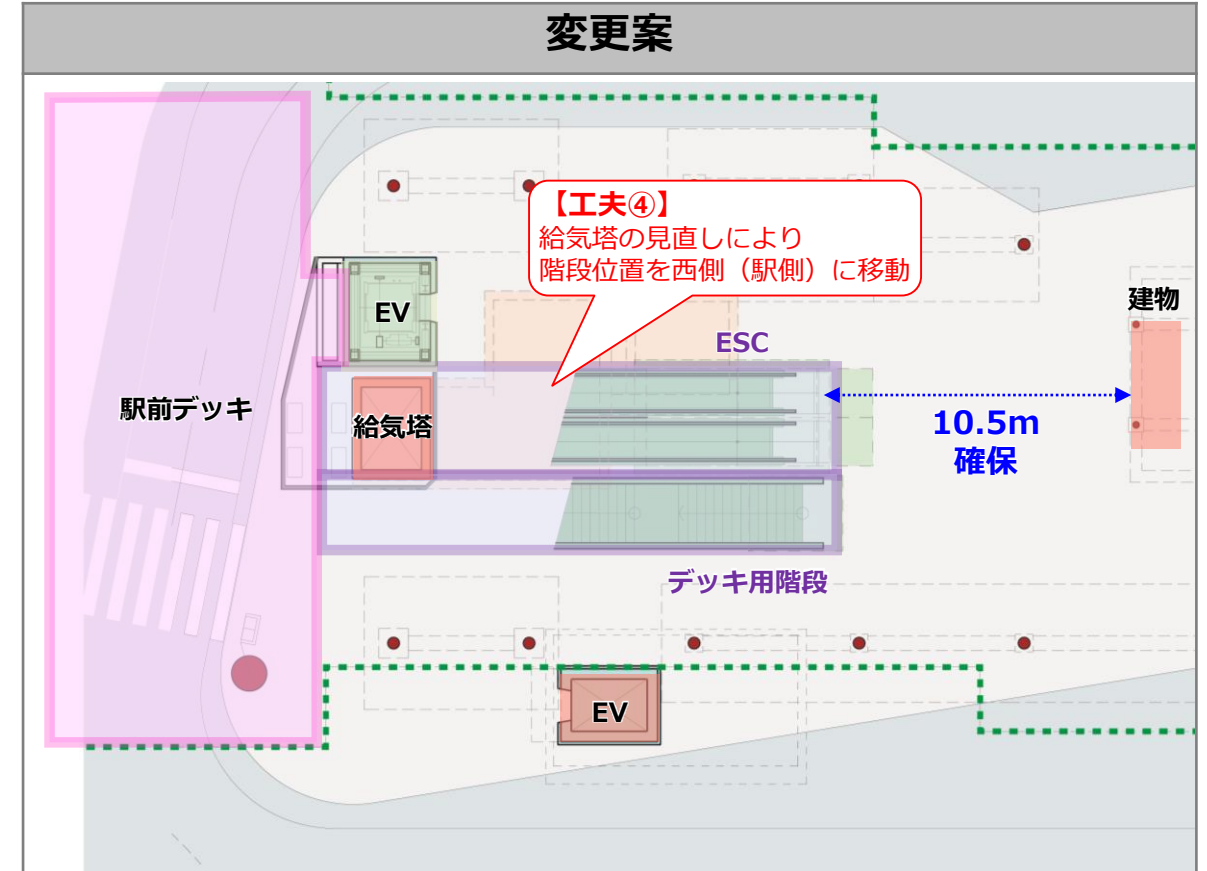 変更案
【工夫④】
給気塔の見直しにより
階段位置を西側（駅側）に移動
建物
EV
ESC
駅前デッキ
給気塔
10.5m
確保
デッキ用階段
EV